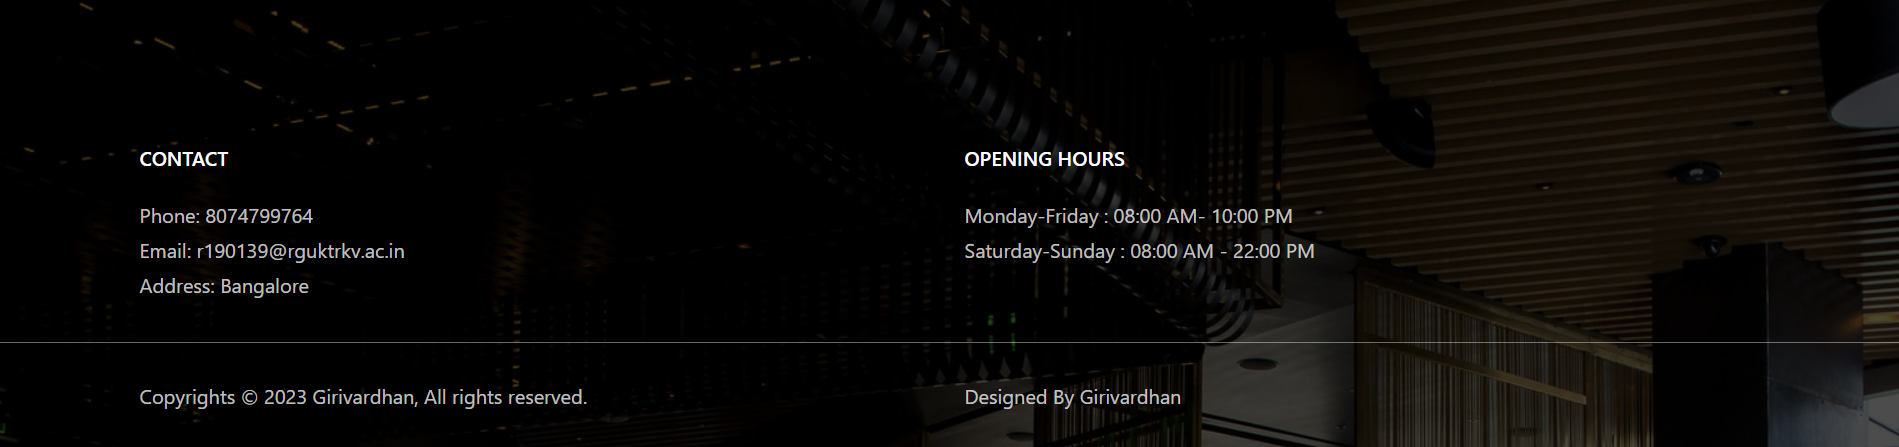 CONTACT
Phone: 8074799764
Email: r190139@rguktrkv.ac.in
Address: Bangalore
OPENING HOURS
Monday-Friday : 08:00 AM- 10:00 PM
Saturday-Sunday : 08:00 AM - 22:00 PM
Copyrights © 2023 Girivardhan, All rights reserved.
Designed By Girivardhan